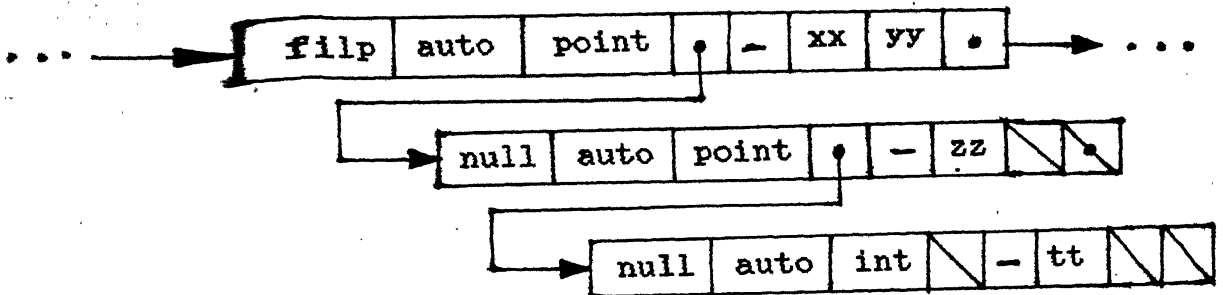 ... filp auto point - xx yy ...
null auto point - zz
null auto int - tt